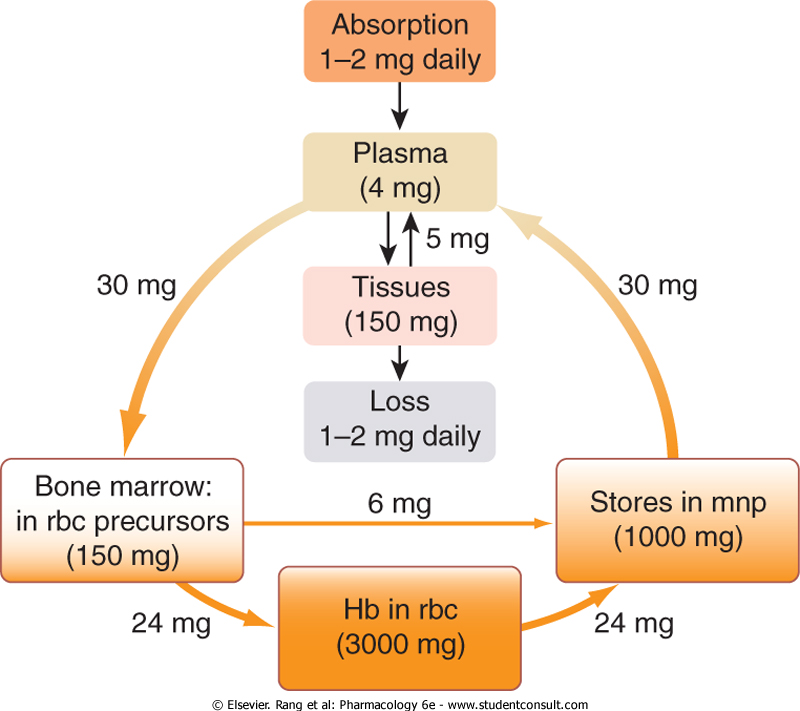 Absorption
1–2 mg daily
Plasma
(4 mg)
5 mg
30 mg
30 mg
Tissues
(150 mg)
Loss
1–2 mg daily
Bone marrow:
in rbc precursors
(150 mg)
6 mg
Stores in mnp
(1000 mg)
24 mg
Hb in rbc
(3000 mg)
24 mg
© Elsevier. Rang et al: Pharmacology 6e - www.studentconsult.com